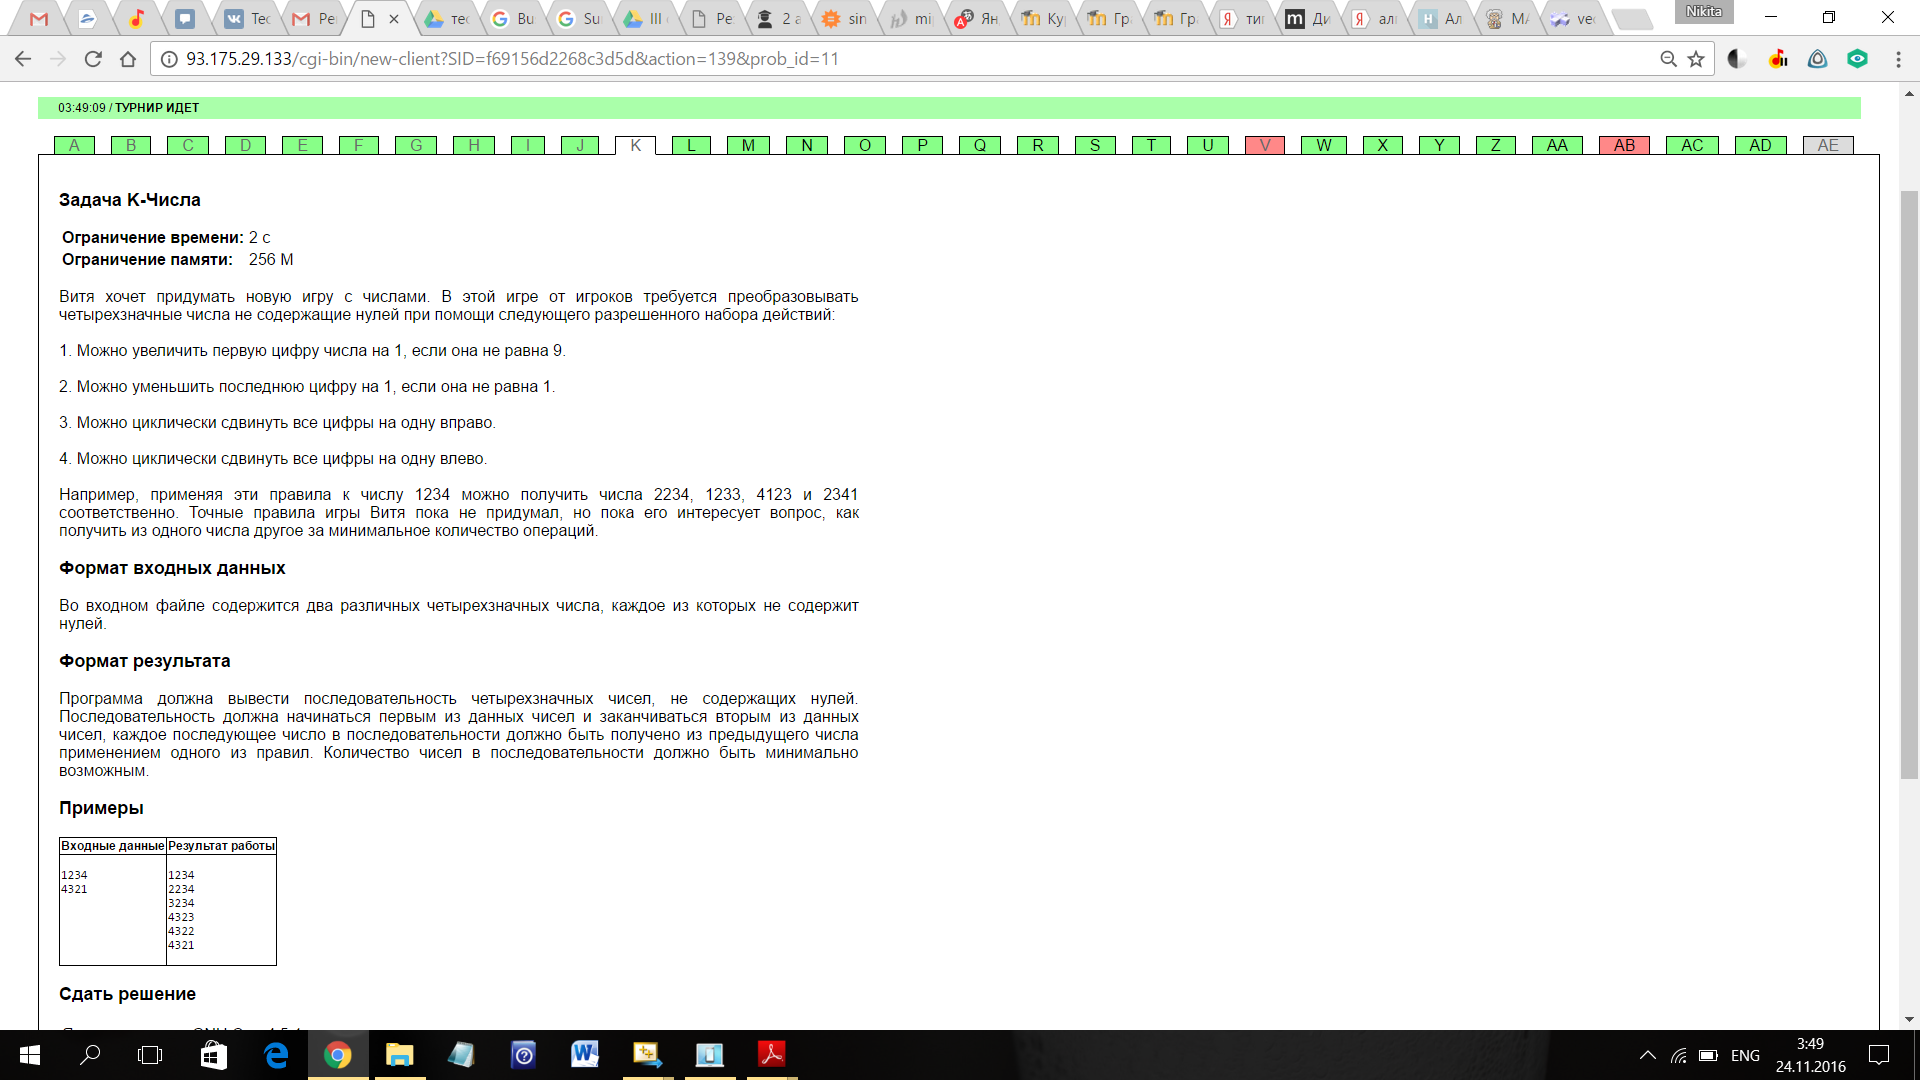 Nikita
Тес
Рег
тес
Bu
Su
III с
Рез
2 а
sin
mi
Ян
Ку
Гр
Гр
тип
Ди
алг
Ал
МА
vec
93.175.29.133/cgi-bin/new-client?SID=f69156d2268c3d5d&action=139&prob_id=11
03:49:09 / ТУРНИР ИДЕТ
A B C D E F G H I J K L M N O P Q R S T U V W X Y Z AA AB AC AD AE
Задача K-Числа
Ограничение времени: 2 с
Ограничение памяти: 256 M
Витя хочет придумать новую игру с числами. В этой игре от игроков требуется преобразовывать
четырехзначные числа не содержащие нулей при помощи следующего разрешенного набора действий:
1. Можно увеличить первую цифру числа на 1, если она не равна 9.
2. Можно уменьшить последнюю цифру на 1, если она не равна 1.
3. Можно циклически сдвинуть все цифры на одну вправо.
4. Можно циклически сдвинуть все цифры на одну влево.
Например, применяя эти правила к числу 1234 можно получить числа 2234, 1233, 4123 и 2341
соответственно. Точные правила игры Витя пока не придумал, но пока его интересует вопрос, как
получить из одного числа другое за минимальное количество операций.
Формат входных данных
Во входном файле содержится два различных четырехзначных числа, каждое из которых не содержит
нулей.
Формат результата
Программа должна вывести последовательность четырехзначных чисел, не содержащих нулей.
Последовательность должна начинаться первым из данных чисел и заканчиваться вторым из данных
чисел, каждое последующее число в последовательности должно быть получено из предыдущего числа
применением одного из правил. Количество чисел в последовательности должно быть минимально
возможным.
Примеры
Входные данные Результат работы
1234 1234
4321 2234
3234
4323
4322
4321
Сдать решение
ENG
3:49
24.11.2016